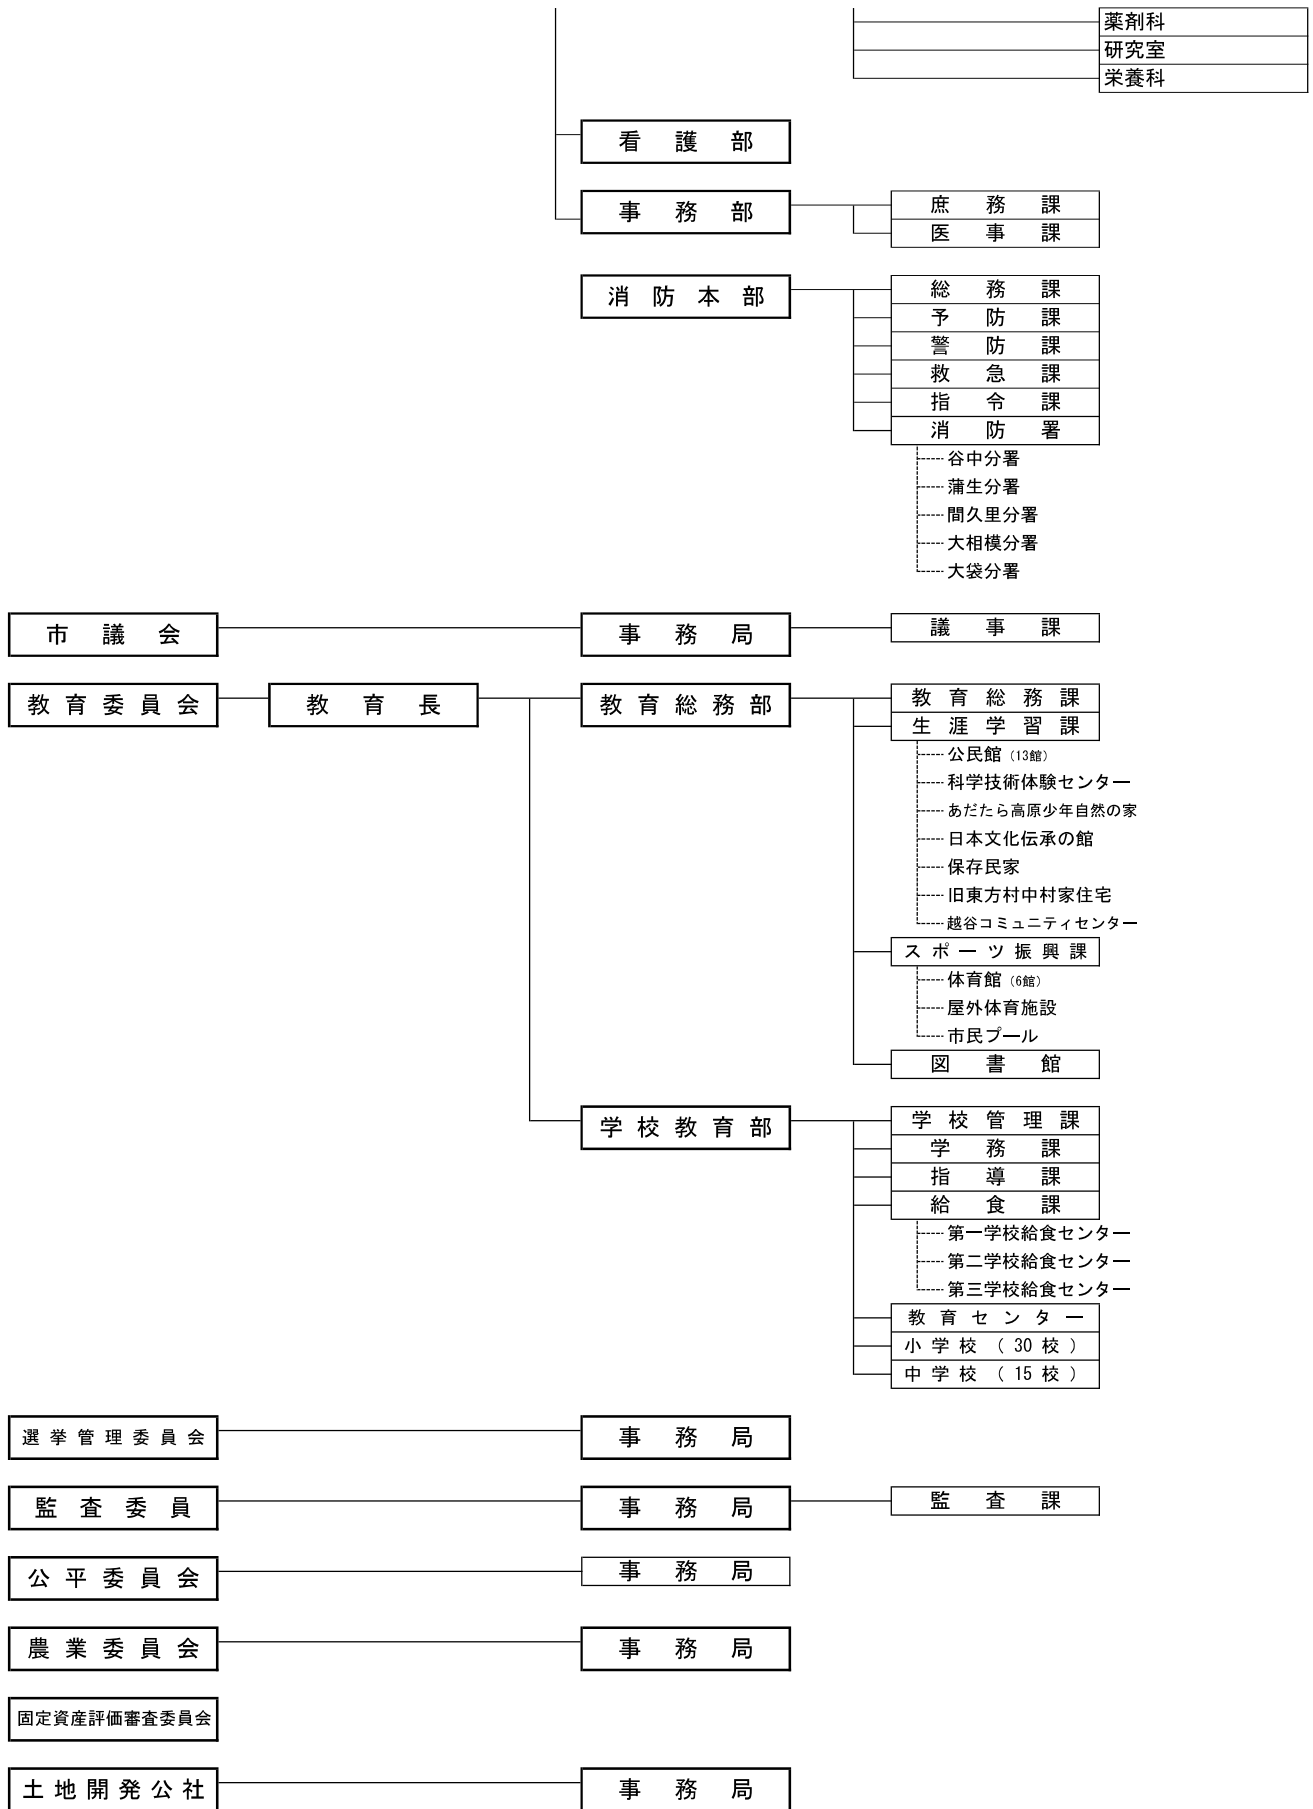 薬剤科
研究室
栄養科
看護部
事務部
庶務課
医事課
消防本部
総務課
予防課
警防課
救急課
指令課
消防署
谷中分署
蒲生分署
間久里分署
大相模分署
大袋分署
市議会
事務局
議事課
教育委員会
教育長
教育総務部
教育総務課
生涯学習課
公民館（13館）
科学技術体験センター
あだたら高原少年自然の家
日本文化伝承の館
保存民家
旧東方村中村家住宅
越谷コミュニティセンター
スポーツ振興課
体育館（6館）
屋外体育施設
市民プール
図書館
学校教育部
学校管理課
学務課
指導課
給食課
第一学校給食センター
第二学校給食センター
第三学校給食センター
教育センター
小学校（30校）
中学校（15校）
選挙管理委員会
事務局
監査委員
事務局
監査課
公平委員会
事務局
農業委員会
事務局
固定資産評価審査委員会
土地開発公社
事務局